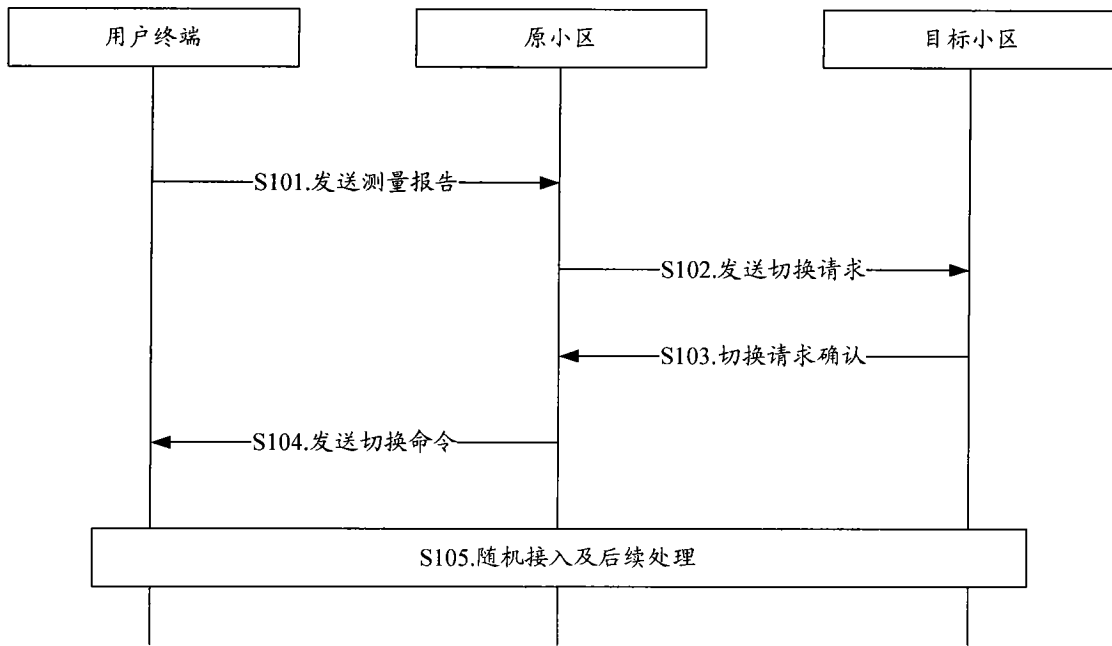 用户终端
原小区
目标小区
S101.发送测量报告
S102.发送切换请求
S103.切换请求确认
S104.发送切换命令
S105.随机接入及后续处理